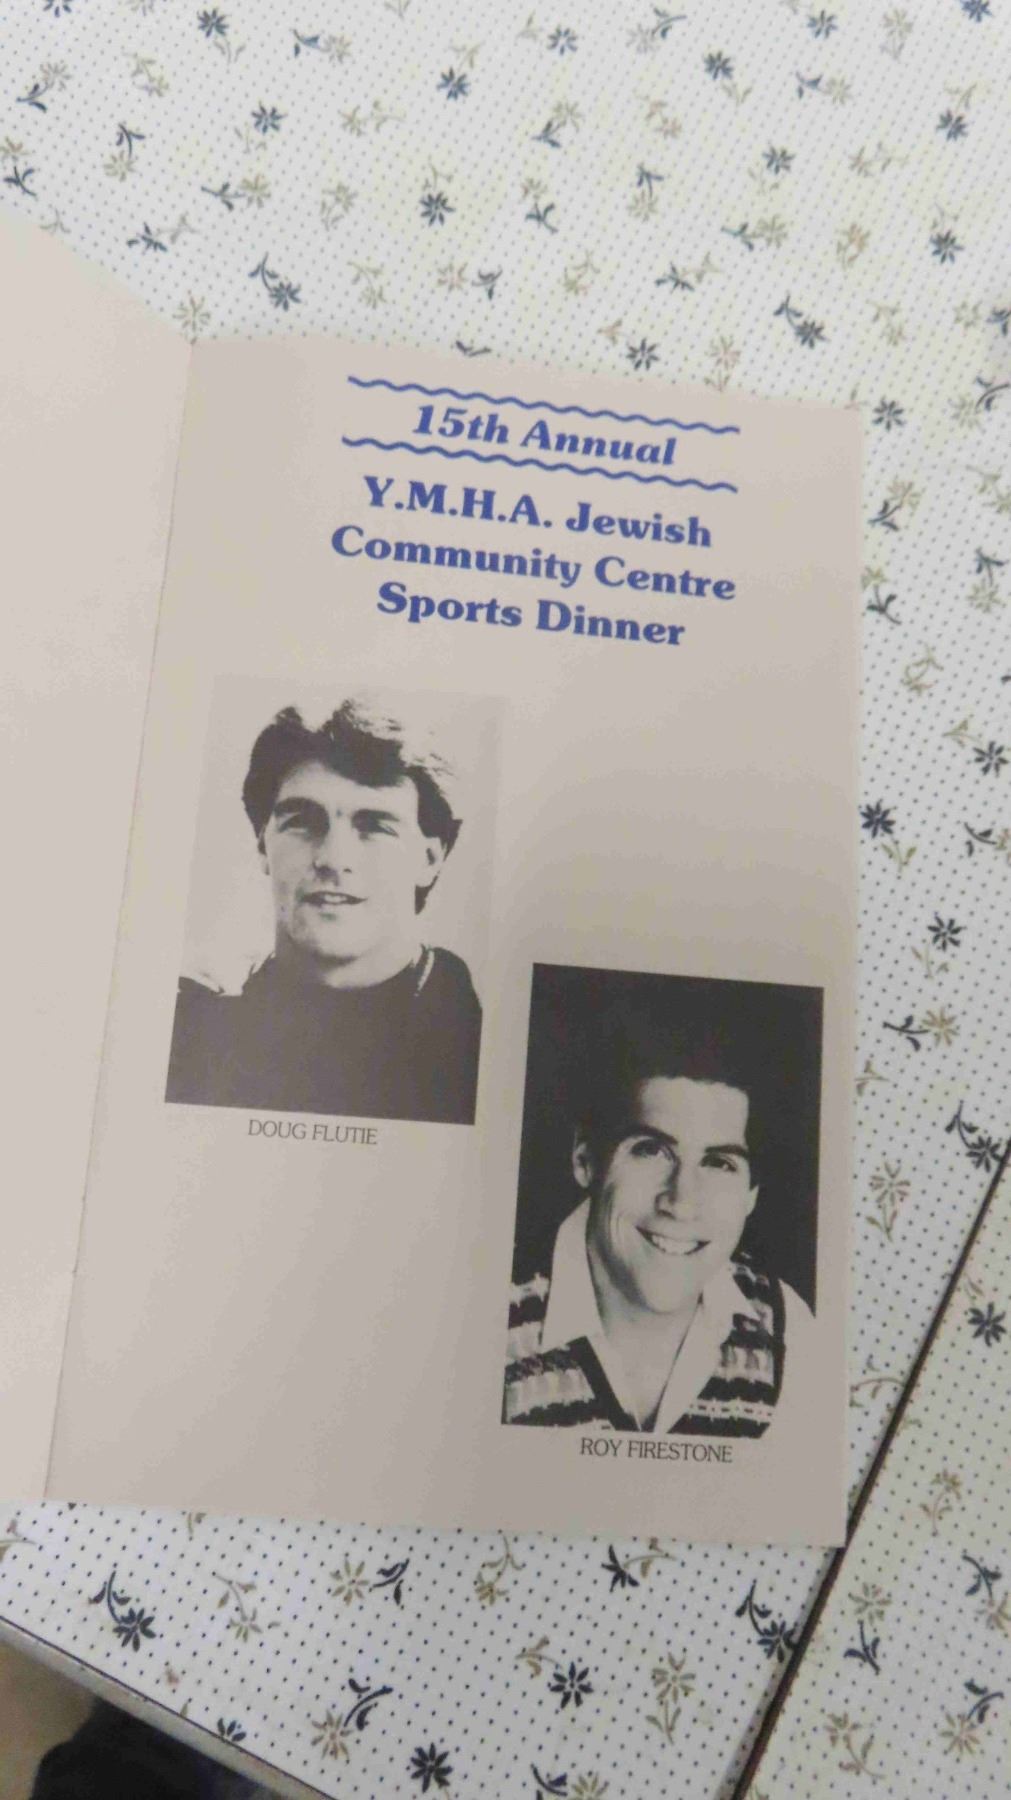 15th Annual
Y.M.H.A. Jewish
Community Centre
Sports Dinner
DOUG FLUTIE
ROY FIRESTONE